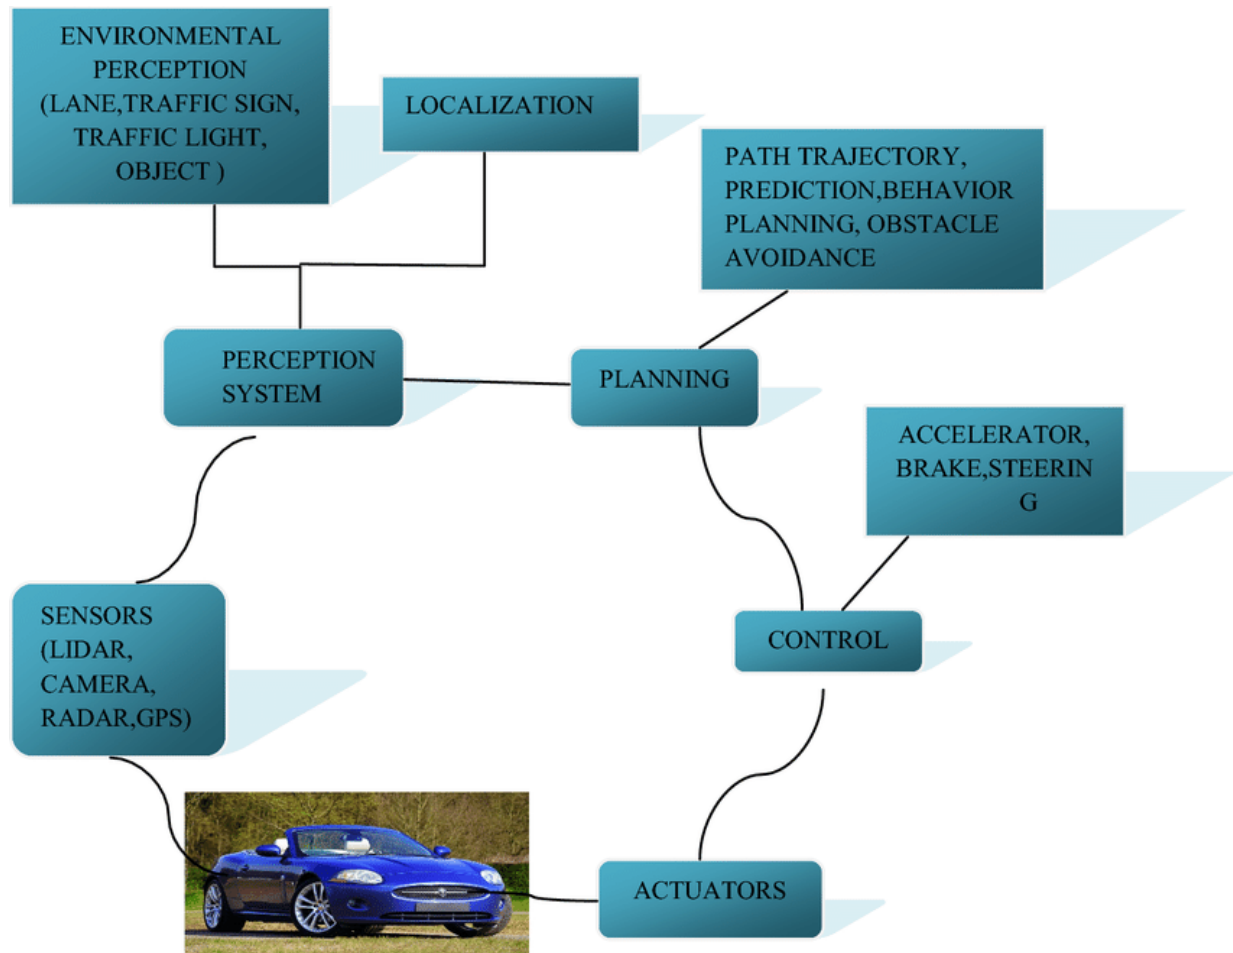 ENVIRONMENTAL
PERCEPTION
(LANE,TRAFFIC SIGN,
TRAFFIC LIGHT,
OBJECT )
LOCALIZATION
PATH TRAJECTORY,
PREDICTION,BEHAVIOR
PLANNING, OBSTACLE
AVOIDANCE
PERCEPTION
SYSTEM
PLANNING
ACCELERATOR,
BRAKE,STEERIN
G
SENSORS
(LIDAR,
CAMERA,
RADAR,GPS)
CONTROL
ACTUATORS